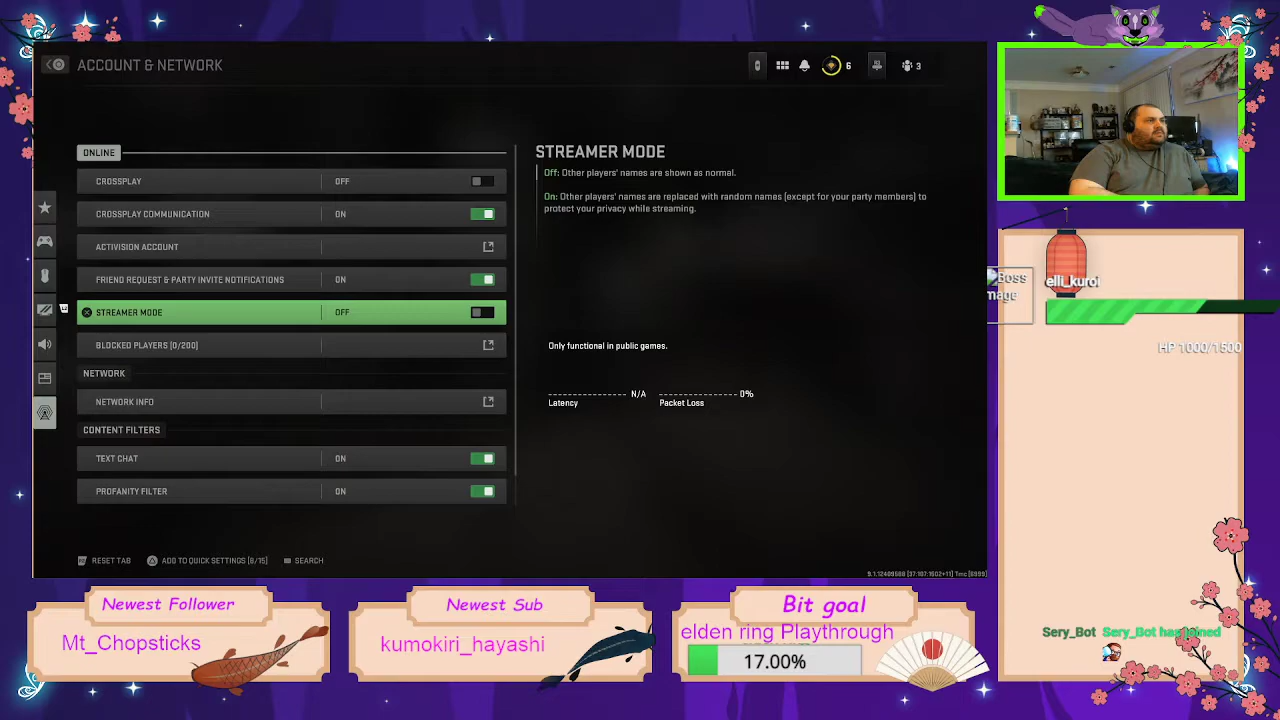 ACCOUNT & NETWORK
6
3
ONLINE
CROSSPLAY OFF
CROSSPLAY COMMUNICATION ON
ACTIVISION ACCOUNT
FRIEND REQUEST & PARTY INVITE NOTIFICATIONS ON
STREAMER MODE OFF
BLOCKED PLAYERS [0/200]
NETWORK
NETWORK INFO
CONTENT FILTERS
TEXT CHAT ON
PROFANITY FILTER ON
RESET TAB
ADD TO QUICK SETTINGS [8/15]
SEARCH
STREAMER MODE
Off: Other players' names are shown as normal.
On: Other players' names are replaced with random names (except for your party members) to
protect your privacy while streaming.
Only functional in public games.
N/A
0%
Latency
Packet Loss
Boss
mage
elli_kuroi
HP 1000/1500
Sery_Bot Sery_Bot has joined
Newest Follower
Mt_Chopsticks
Newest Sub
kumokiri_hayashi
Bit goal
elden ring Playthrough
17.00%